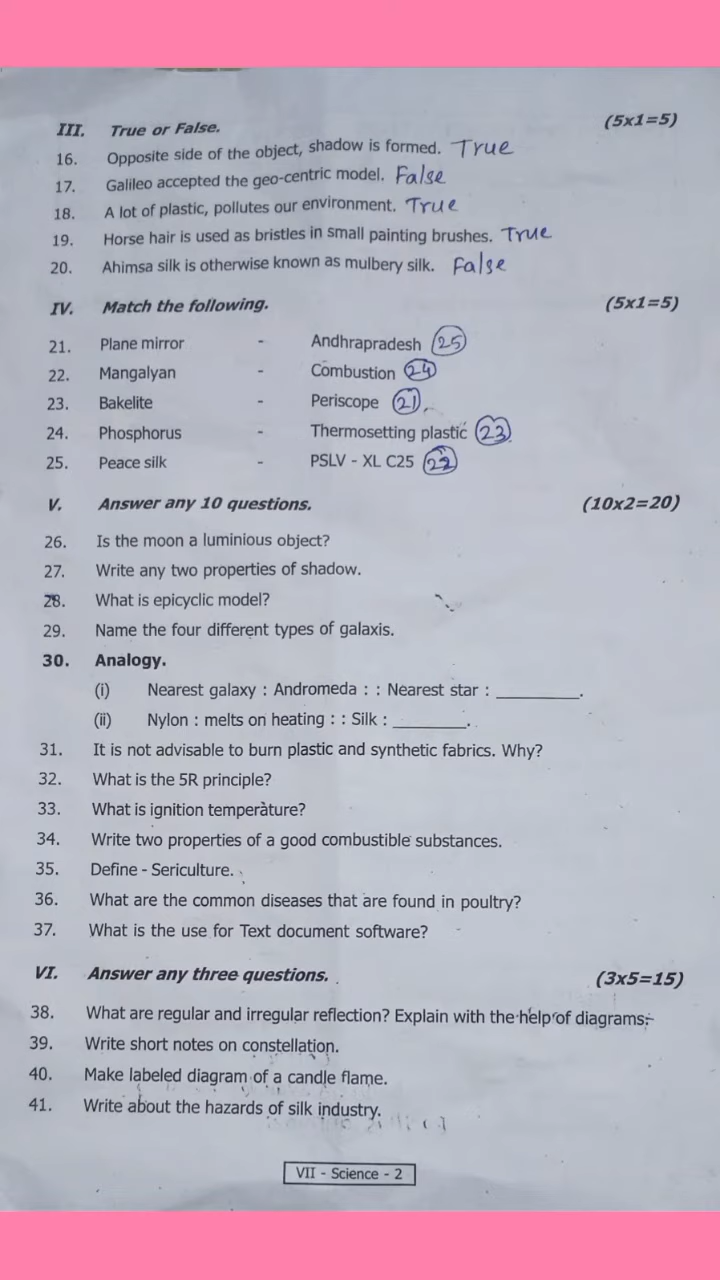 III. True or False. (5x1=5)
16. Opposite side of the object, shadow is formed. True
17. Galileo accepted the geo-centric model. False
18. A lot of plastic, pollutes our environment. True
19. Horse hair is used as bristles in small painting brushes. True
20. Ahimsa silk is otherwise known as mulbery silk. False
IV. Match the following. (5x1=5)
21. Plane mirror - Andhrapradesh 25
22. Mangalyan - Combustion 24
23. Bakelite - Periscope 21
24. Phosphorus - Thermosetting plastic 23
25. Peace silk - PSLV - XL C25 22
V. Answer any 10 questions. (10x2=20)
26. Is the moon a luminious object?
27. Write any two properties of shadow.
28. What is epicyclic model?
29. Name the four different types of galaxis.
30. Analogy.
(i) Nearest galaxy : Andromeda : : Nearest star : _________.
(ii) Nylon : melts on heating : : Silk : ________.
31. It is not advisable to burn plastic and synthetic fabrics. Why?
32. What is the 5R principle?
33. What is ignition temperature?
34. Write two properties of a good combustible substances.
35. Define - Sericulture.
36. What are the common diseases that are found in poultry?
37. What is the use for Text document software?
VI. Answer any three questions. (3x5=15)
38. What are regular and irregular reflection? Explain with the help of diagrams.
39. Write short notes on constellation.
40. Make labeled diagram of a candle flame.
41. Write about the hazards of silk industry.
VII - Science - 2